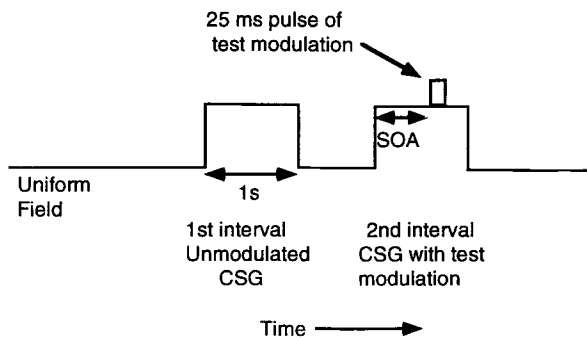 25 ms pulse of
test modulation
SOA
1s
Uniform
Field
1st interval
Unmodulated
CSG
2nd interval
CSG with test
modulation
Time